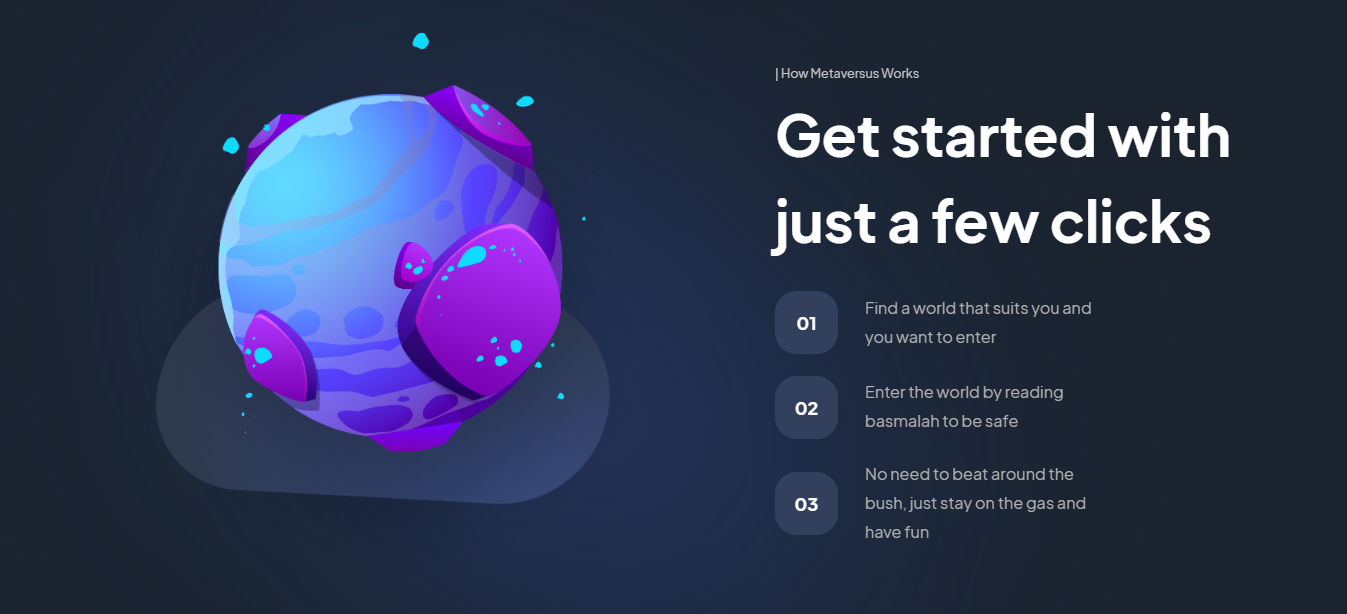 | How Metaversus Works
Get started with
just a few clicks
01
Find a world that suits you and
you want to enter
02
Enter the world by reading
basmalah to be safe
03
No need to beat around the
bush, just stay on the gas and
have fun